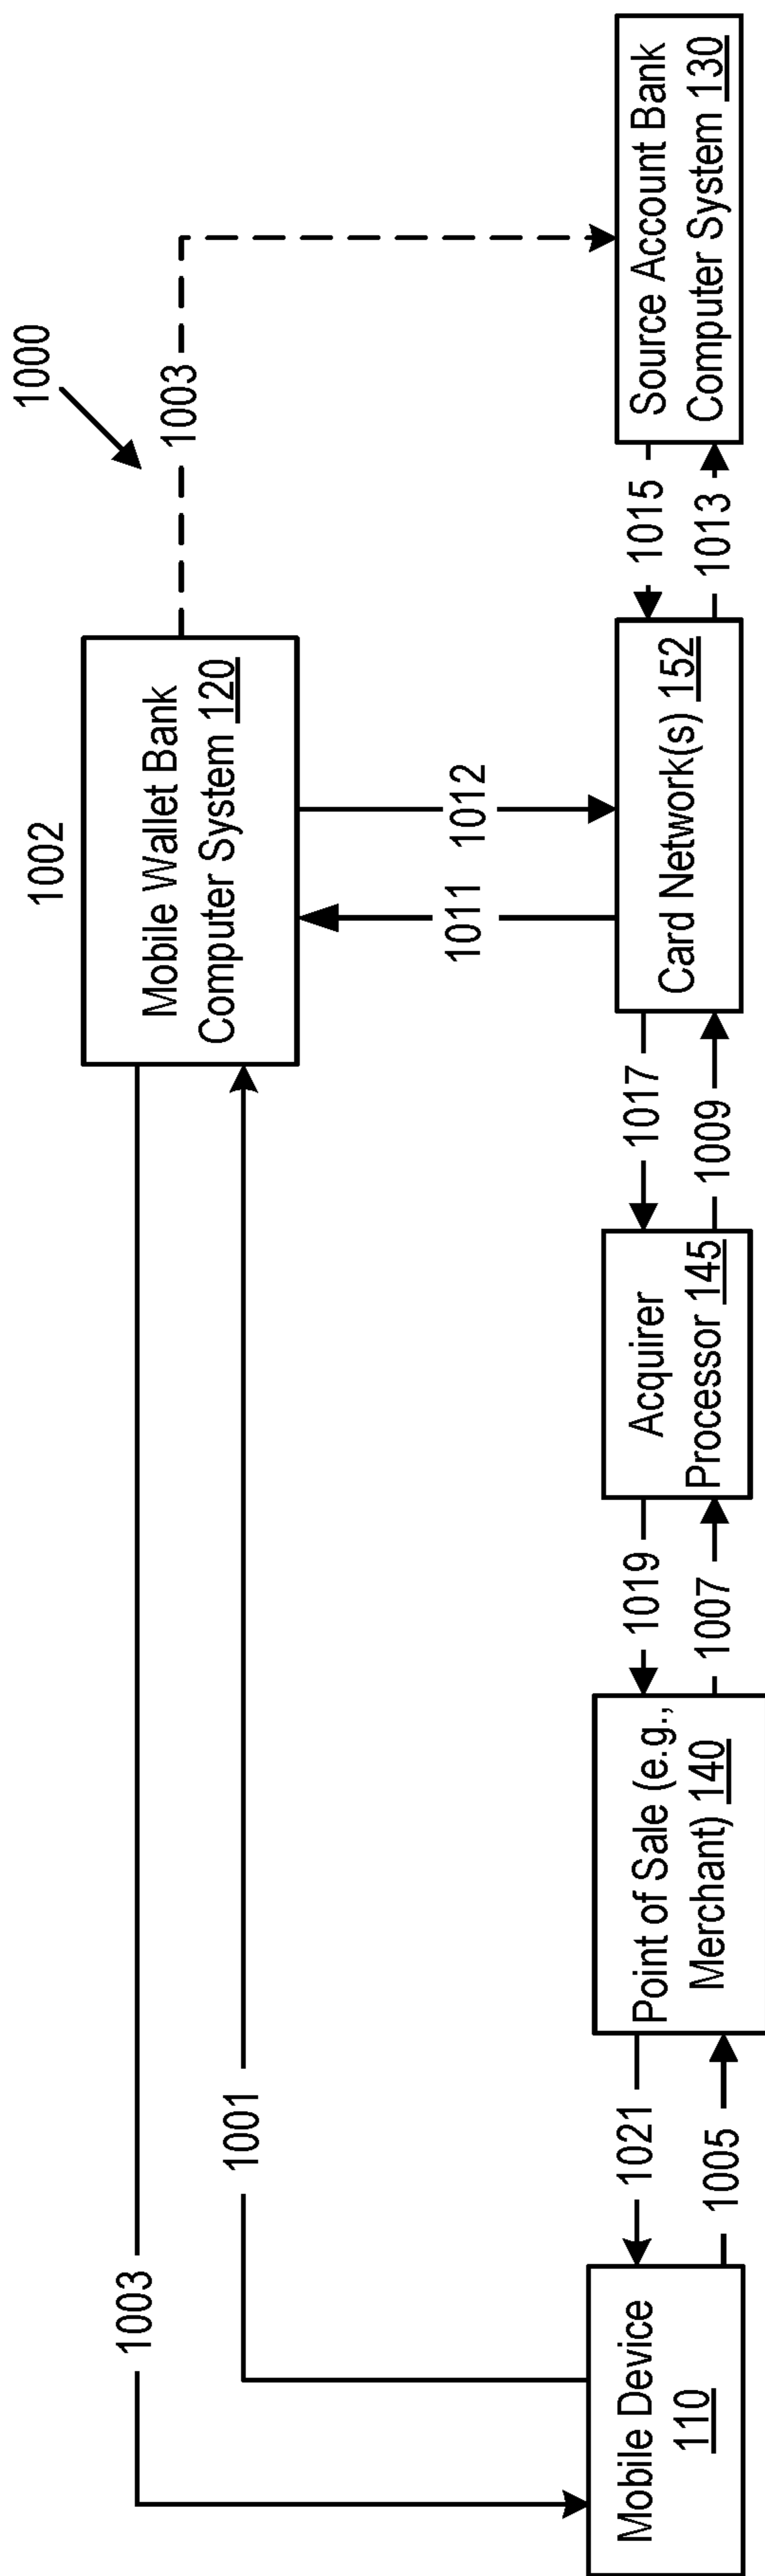 1000
1002
Mobile Wallet Bank
Computer System 120
1003
1003
1001
1011
1012
Mobile Device
110
1021
1005
Point of Sale (e.g.,
Merchant) 140
1019
1007
Acquirer
Processor 145
1017
1009
Card Network(s) 152
1015
1013
Source Account Bank
Computer System 130